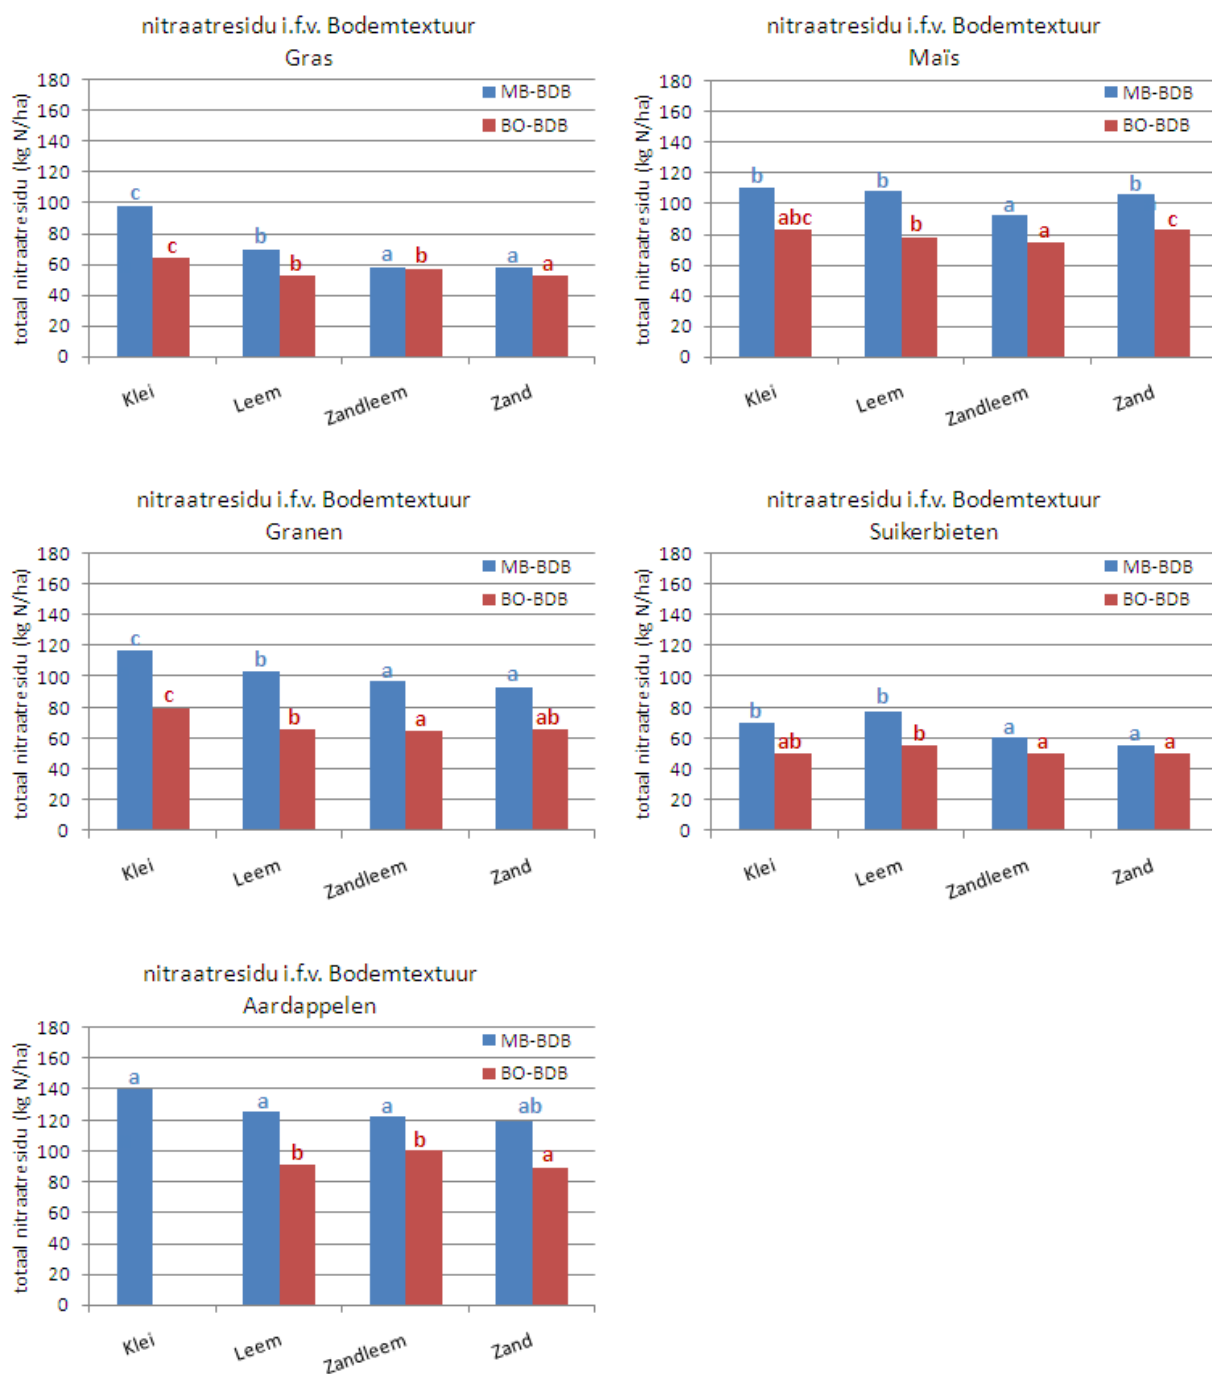 nitraatresidu i.f.v. Bodemtextuur
Gras
totaal nitraatresidu (kg N/ha)
180
160
140
120
100
80
60
40
20
0
MB-BDB
BO-BDB
c
c
b
b
a
b
a
a
Klei
Leem
Zandleem
Zand
nitraatresidu i.f.v. Bodemtextuur
Maïs
totaal nitraatresidu (kg N/ha)
180
160
140
120
100
80
60
40
20
0
MB-BDB
BO-BDB
b
abc
b
b
a
a
b
c
Klei
Leem
Zandleem
Zand
nitraatresidu i.f.v. Bodemtextuur
Granen
totaal nitraatresidu (kg N/ha)
180
160
140
120
100
80
60
40
20
0
MB-BDB
BO-BDB
c
c
b
b
a
a
a
ab
Klei
Leem
Zandleem
Zand
nitraatresidu i.f.v. Bodemtextuur
Suikerbieten
totaal nitraatresidu (kg N/ha)
180
160
140
120
100
80
60
40
20
0
MB-BDB
BO-BDB
b
ab
b
b
a
a
a
a
Klei
Leem
Zandleem
Zand
nitraatresidu i.f.v. Bodemtextuur
Aardappelen
totaal nitraatresidu (kg N/ha)
180
160
140
120
100
80
60
40
20
0
MB-BDB
BO-BDB
a
a
b
a
b
ab
a
Klei
Leem
Zandleem
Zand